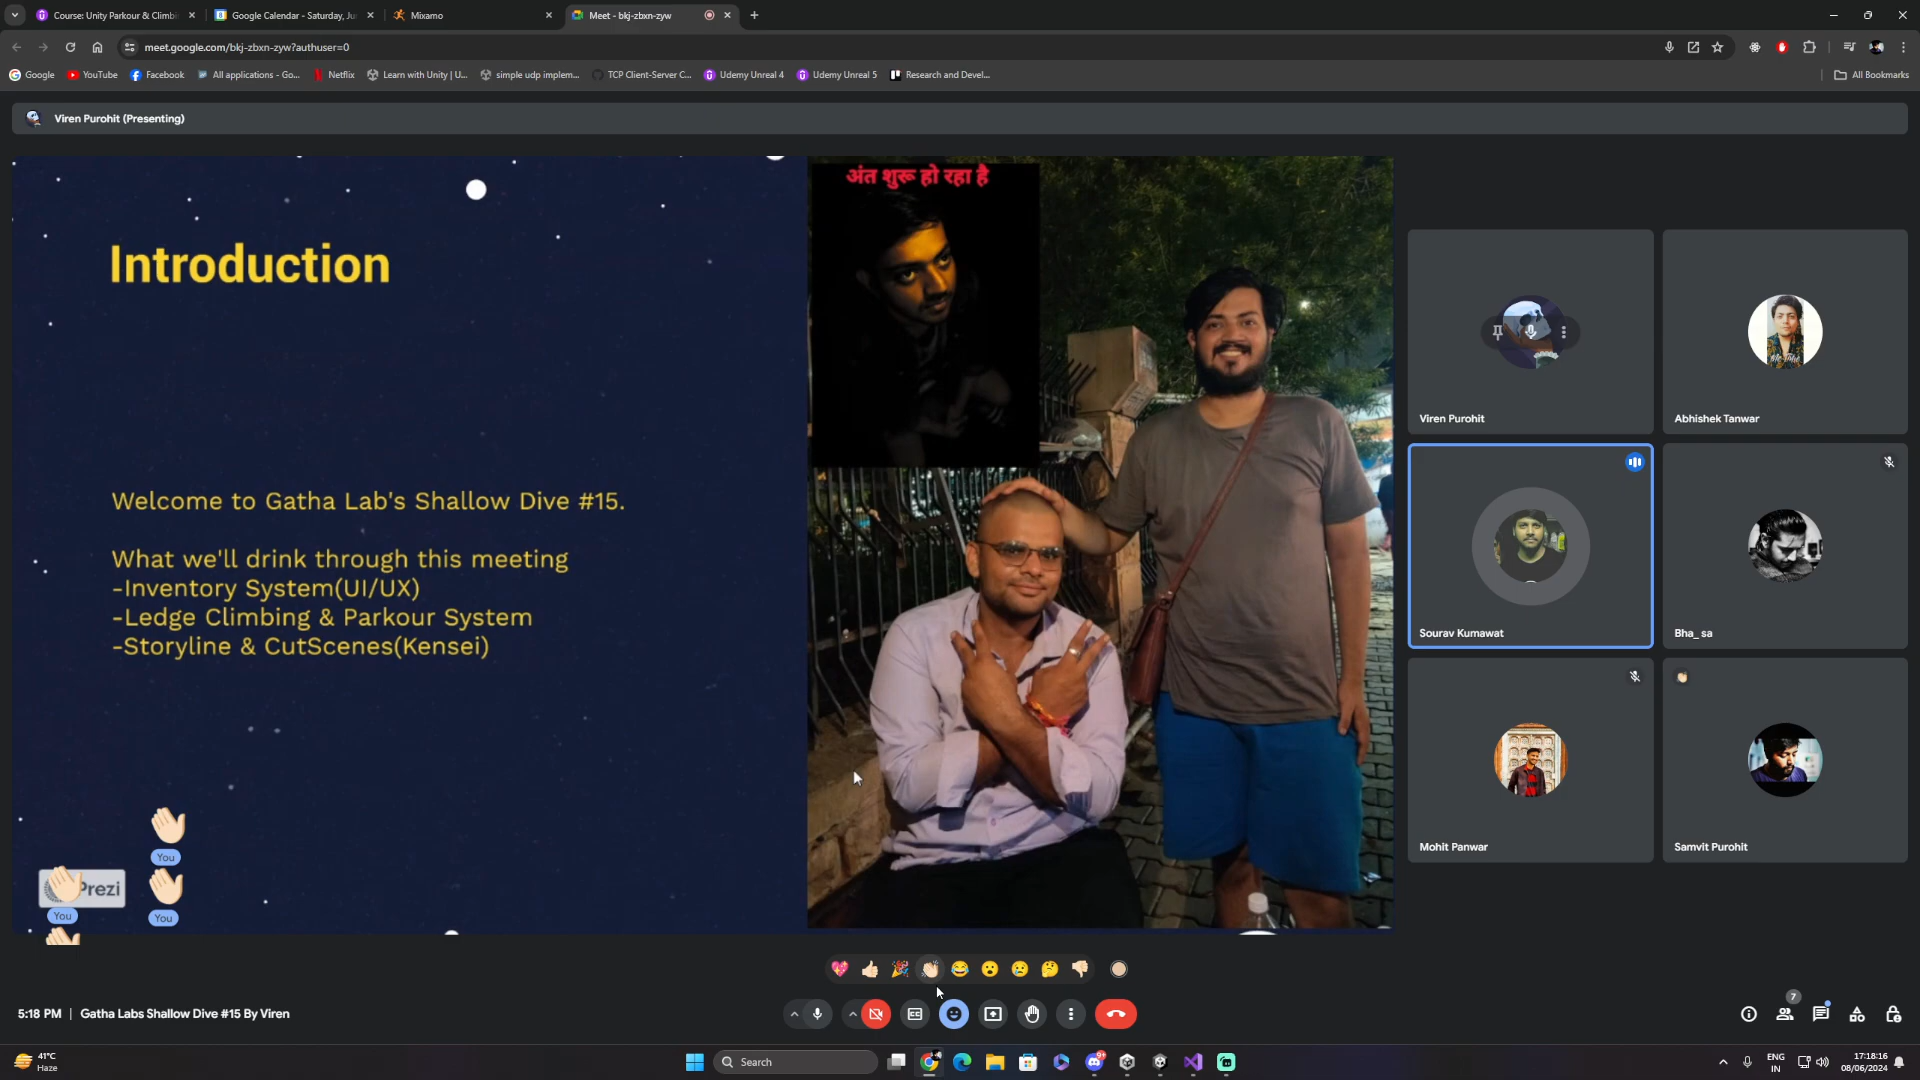 Course: Unity Parkour & Climbi
Google Calendar - Saturday, Ju
Mixamo
Meet - bkj-zbxn-zyw
meet.google.com/bkj-zbxn-zyw?authuser=0
Google
YouTube
Facebook
All applications - Go...
Netflix
Learn with Unity | U...
simple udp implem...
TCP Client-Server C...
Udemy Unreal 4
Udemy Unreal 5
Research and Devel...
All Bookmarks
Viren Purohit (Presenting)
अंत शुरू हो रहा है
Introduction
Welcome to Gatha Lab's Shallow Dive #15.
What we'll drink through this meeting
-Inventory System(UI/UX)
-Ledge Climbing & Parkour System
-Storyline & CutScenes(Kensei)
You
Prezi
You
You
Viren Purohit
Abhishek Tanwar
Sourav Kumawat
Bha_ sa
Mohit Panwar
Samvit Purohit
5:18 PM | Gatha Labs Shallow Dive #15 By Viren
7
41°C
Haze
Search
ENG
IN
17:18:16
08/06/2024